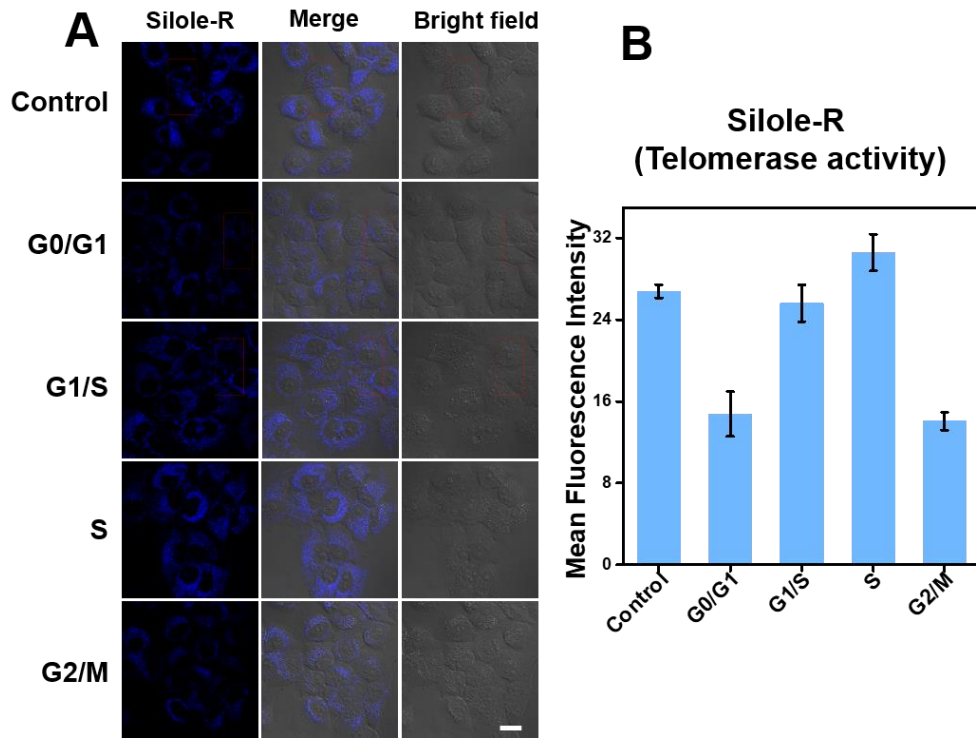 A
Silole-R
Merge
Bright field
Control
G0/G1
G1/S
S
G2/M
B
Silole-R
(Telomerase activity)
Mean Fluorescence Intensity
32
24
16
8
0
Control
G0/G1
G1/S
S
G2/M